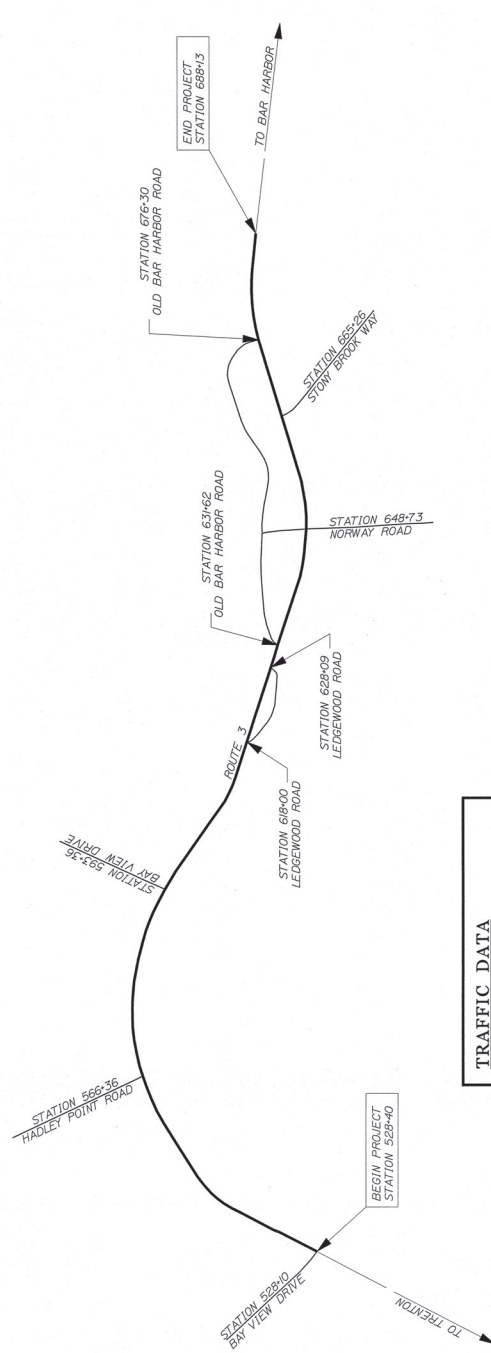 TO TRENTON
STATION 528+10
BAY VIEW DRIVE
BEGIN PROJECT
STATION 528+40
STATION 566+36
HADLEY POINT ROAD
STATION 593+36
BAY VIEW DRIVE
ROUTE 3
STATION 618+00
LEDGEWOOD ROAD
STATION 628+09
LEDGEWOOD ROAD
STATION 631+62
OLD BAR HARBOR ROAD
STATION 648+73
NORWAY ROAD
STATION 665+26
STONY BROOK WAY
STATION 676+30
OLD BAR HARBOR ROAD
END PROJECT
STATION 688+13
TO BAR HARBOR
TRAFFIC DATA